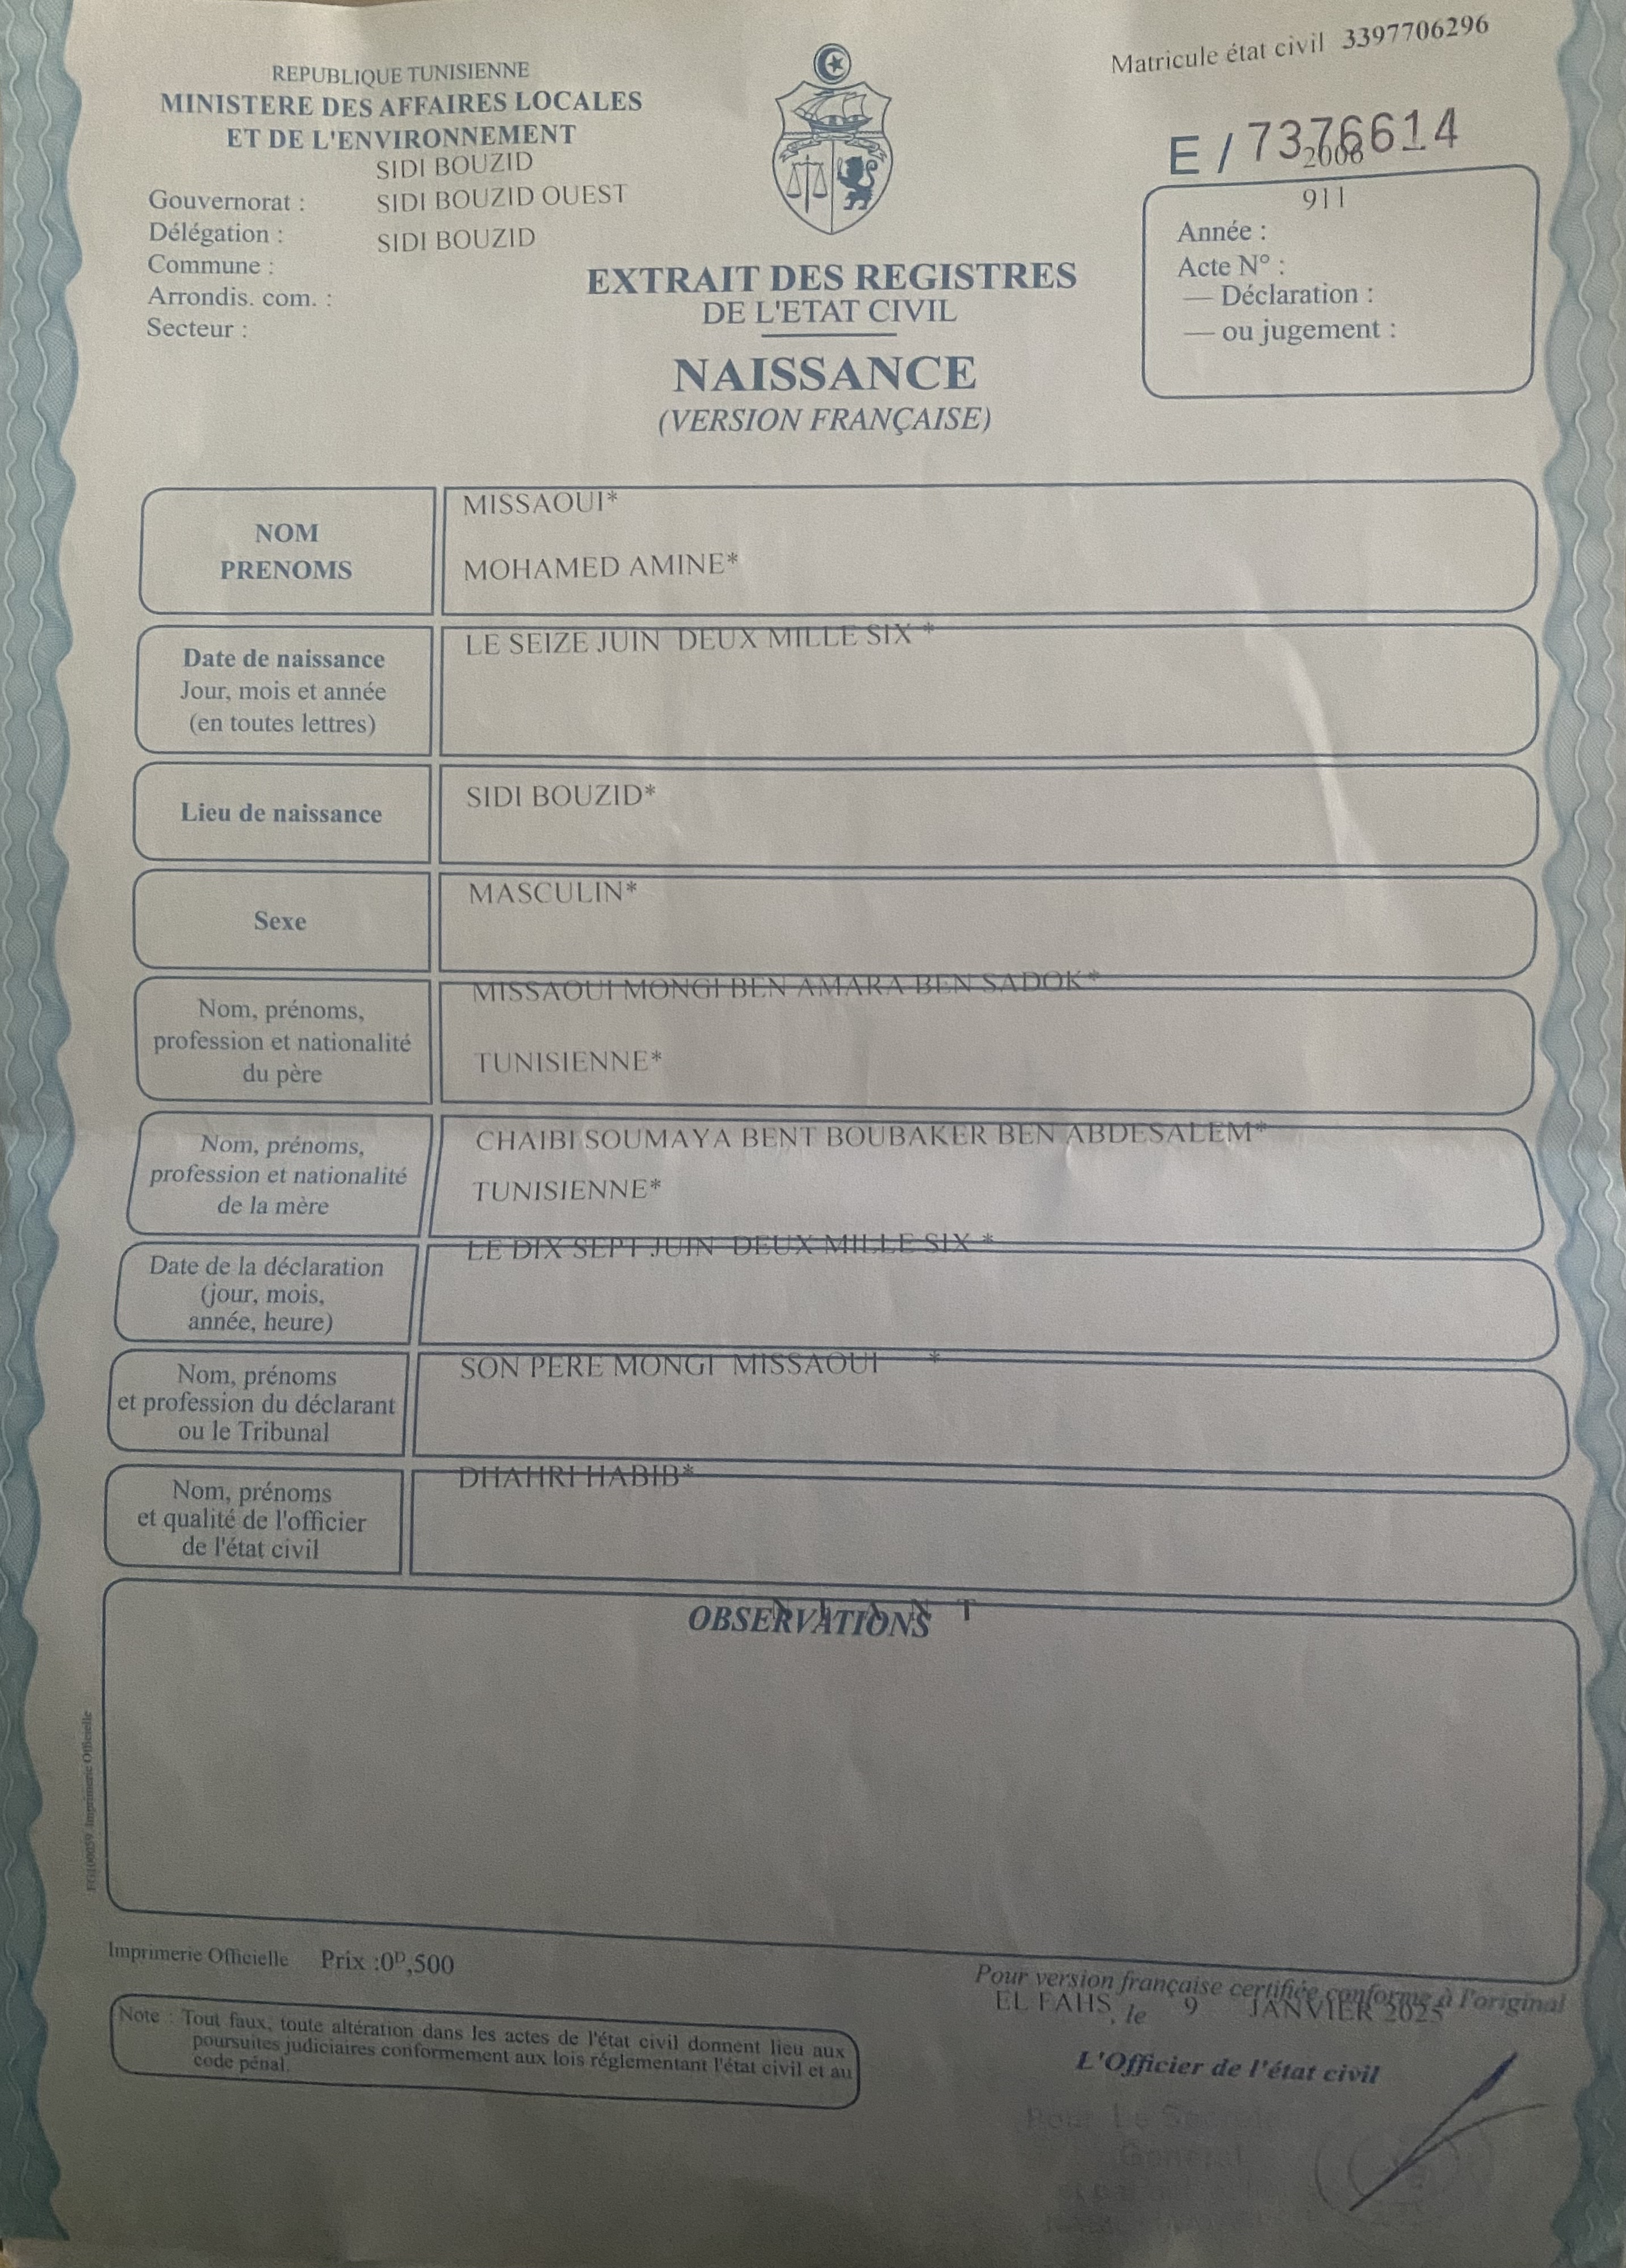 Matricule état civil 3397706296
REPUBLIQUE TUNISIENNE
MINISTERE DES AFFAIRES LOCALES
ET DE L'ENVIRONNEMENT
SIDI BOUZID
Gouvernorat : SIDI BOUZID OUEST
Délégation : SIDI BOUZID
Commune :
Arrondis. com. :
Secteur :
E / 7376614
2006
911
Année :
Acte N° :
— Déclaration :
— ou jugement :
EXTRAIT DES REGISTRES
DE L'ETAT CIVIL
NAISSANCE
(VERSION FRANÇAISE)
NOM
PRENOMS
MISSAOUI*
MOHAMED AMINE*
Date de naissance
Jour, mois et année
(en toutes lettres)
LE SEIZE JUIN DEUX MILLE SIX *
Lieu de naissance
SIDI BOUZID*
Sexe
MASCULIN*
Nom, prénoms,
profession et nationalité
du père
MISSAOUI MONGI BEN AMARA BEN SADOK*
TUNISIENNE*
Nom, prénoms,
profession et nationalité
de la mère
CHAIBI SOUMAYA BENT BOUBAKER BEN ABDESALEM*
TUNISIENNE*
Date de la déclaration
(jour, mois,
année, heure)
LE DIX SEPT JUIN DEUX MILLE SIX *
Nom, prénoms
et profession du déclarant
ou le Tribunal
SON PERE MONGI MISSAOUI *
Nom, prénoms
et qualité de l'officier
de l'état civil
DHAHRI HABIB*
OBSERVATIONS
Imprimerie Officielle
Imprimerie Officielle Prix :0ᴰ,500
Note : Tout faux, toute altération dans les actes de l'état civil donnent lieu aux
poursuites judiciaires conformement aux lois réglementant l'état civil et au
code pénal.
Pour version française certifiée conforme à l'original
EL FAHS, le 9 JANVIER 2025
L'Officier de l'état civil